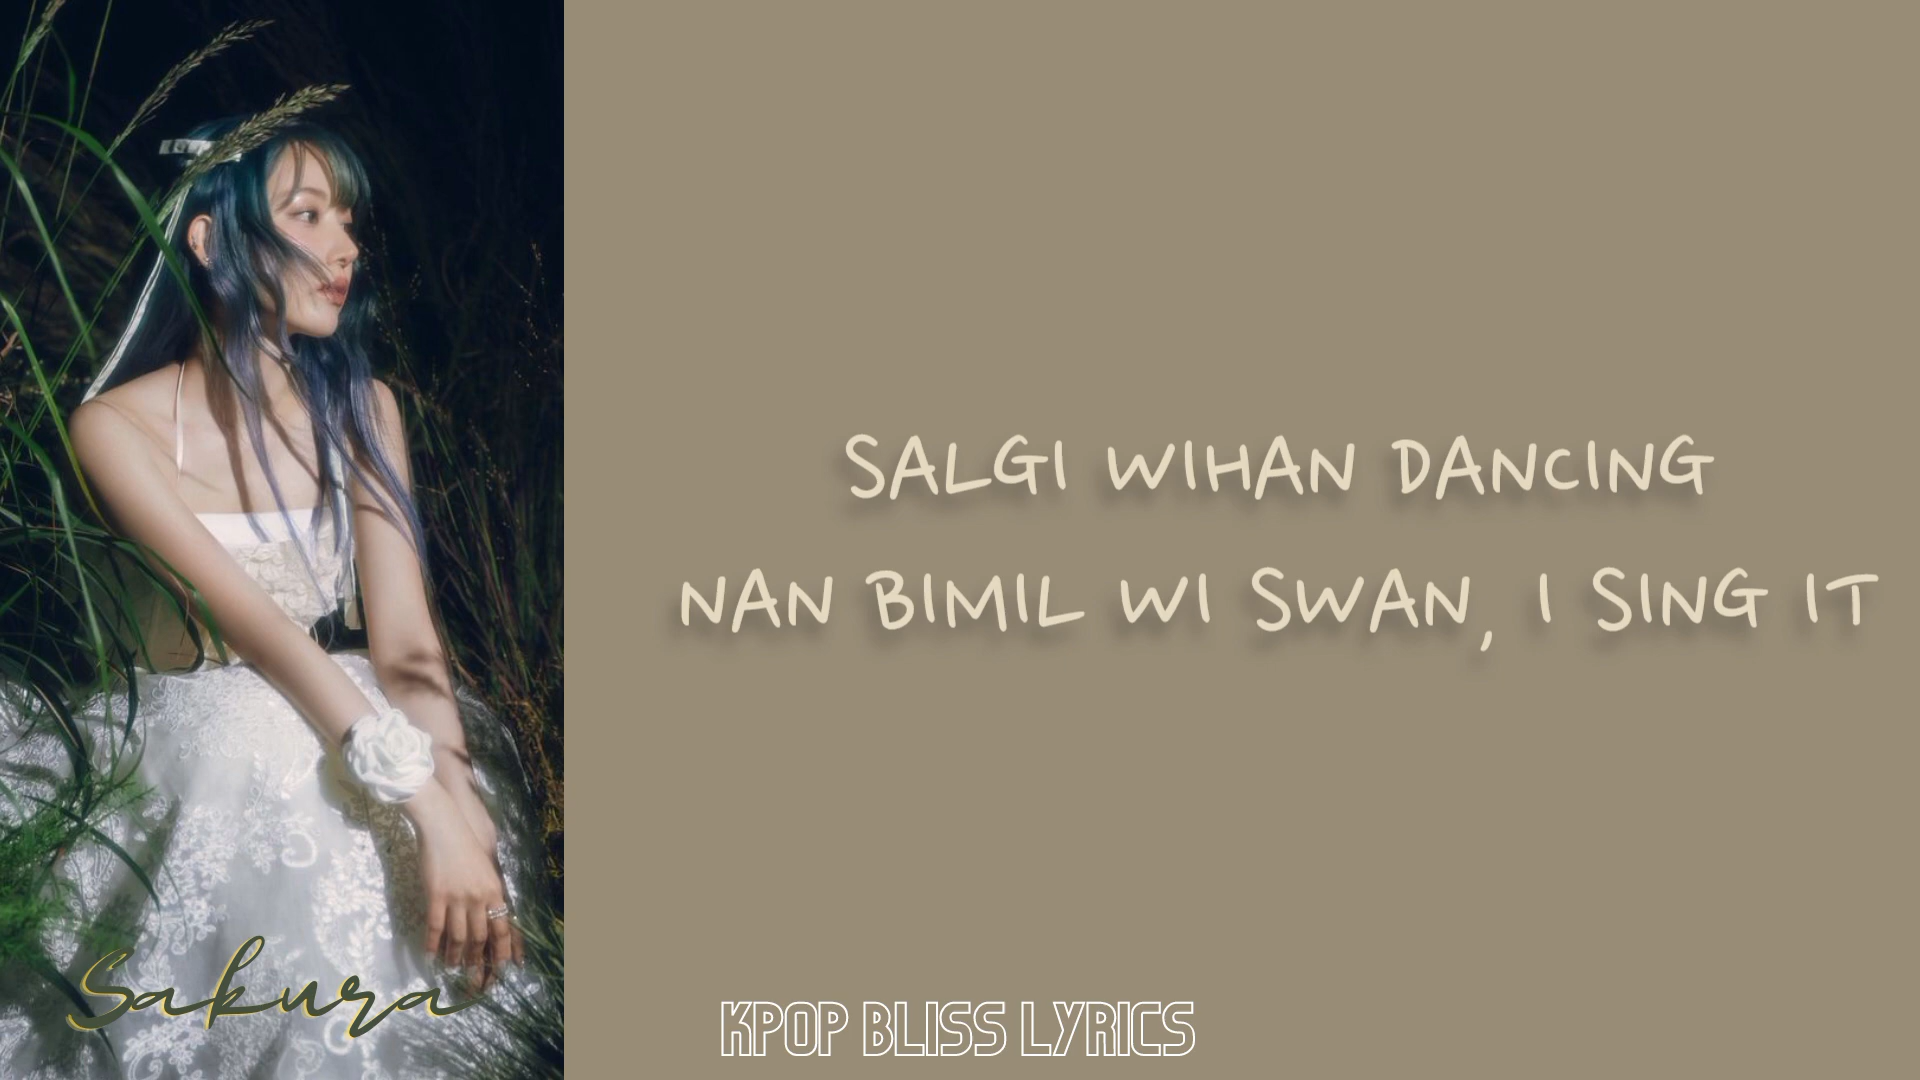 SALGI WIHAN DANCING
NAN BIMIL WI SWAN, I SING IT
Sakura
KPOP BLISS LYRICS